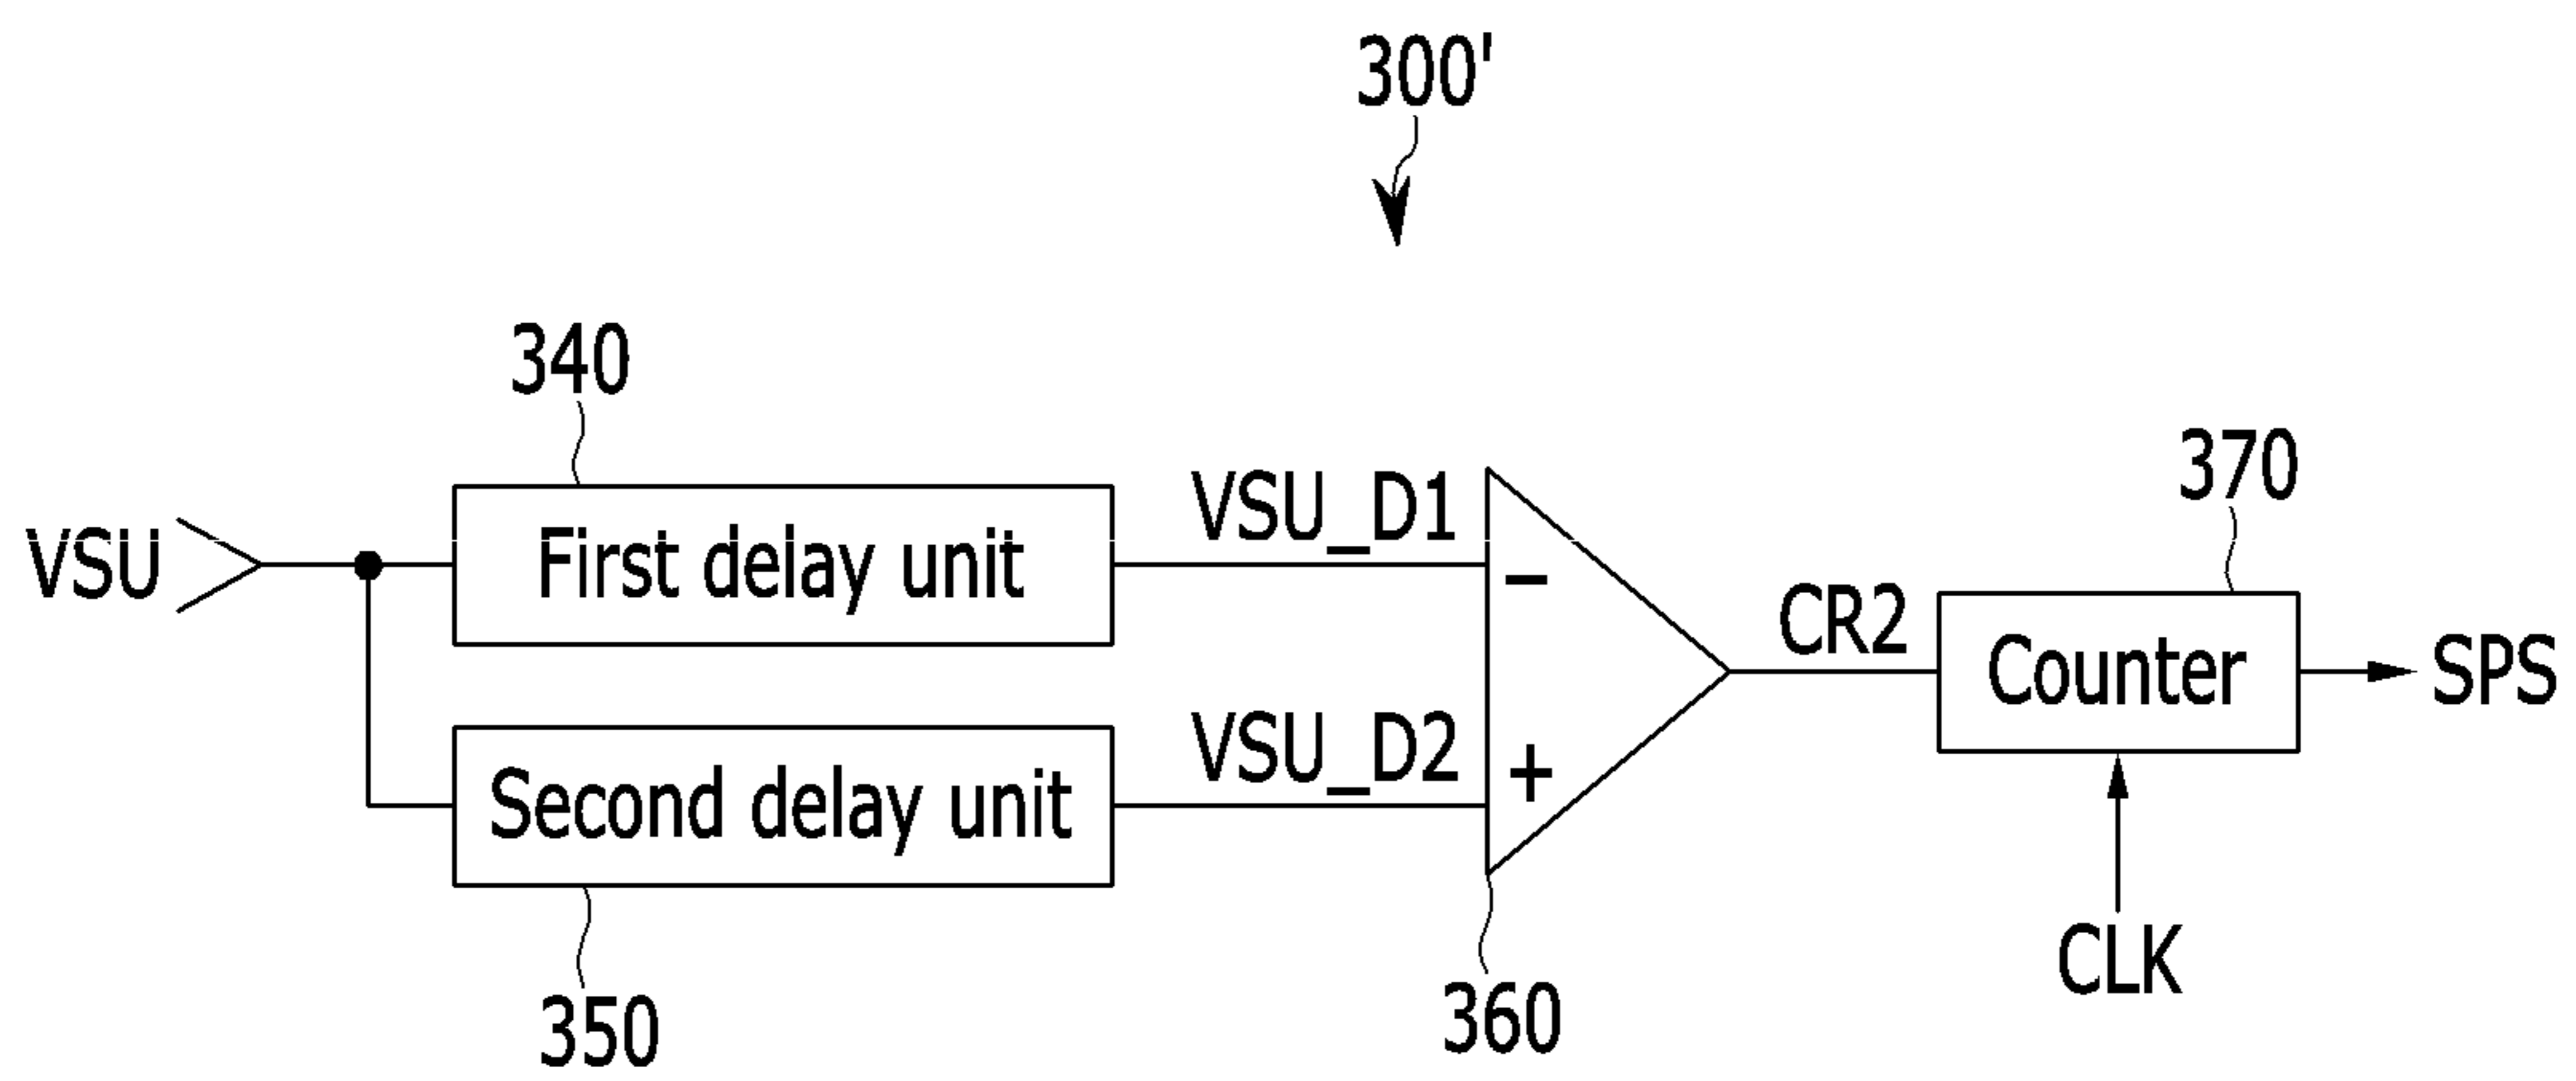 300'
340
370
VSU
First delay unit
VSU_D1
−
CR2
Counter
SPS
Second delay unit
VSU_D2
+
CLK
350
360